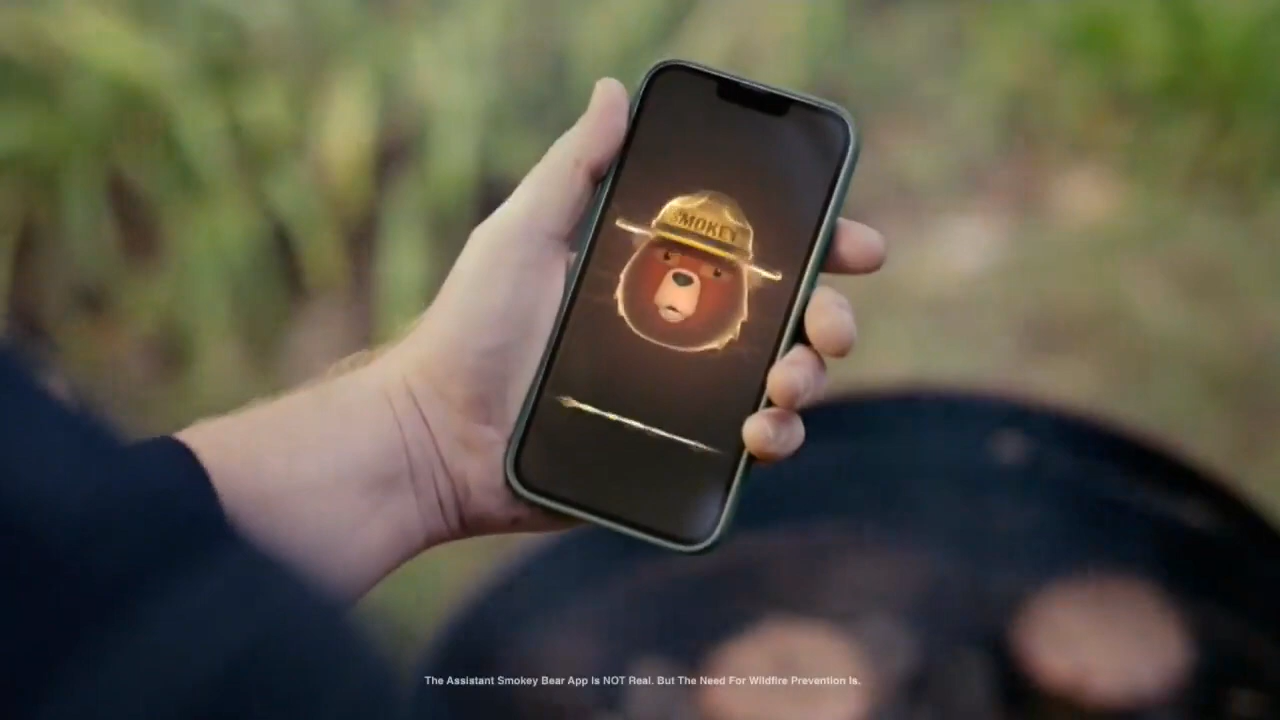 SMOKEY
The Assistant Smokey Bear App Is NOT Real. But The Need For Wildfire Prevention Is.